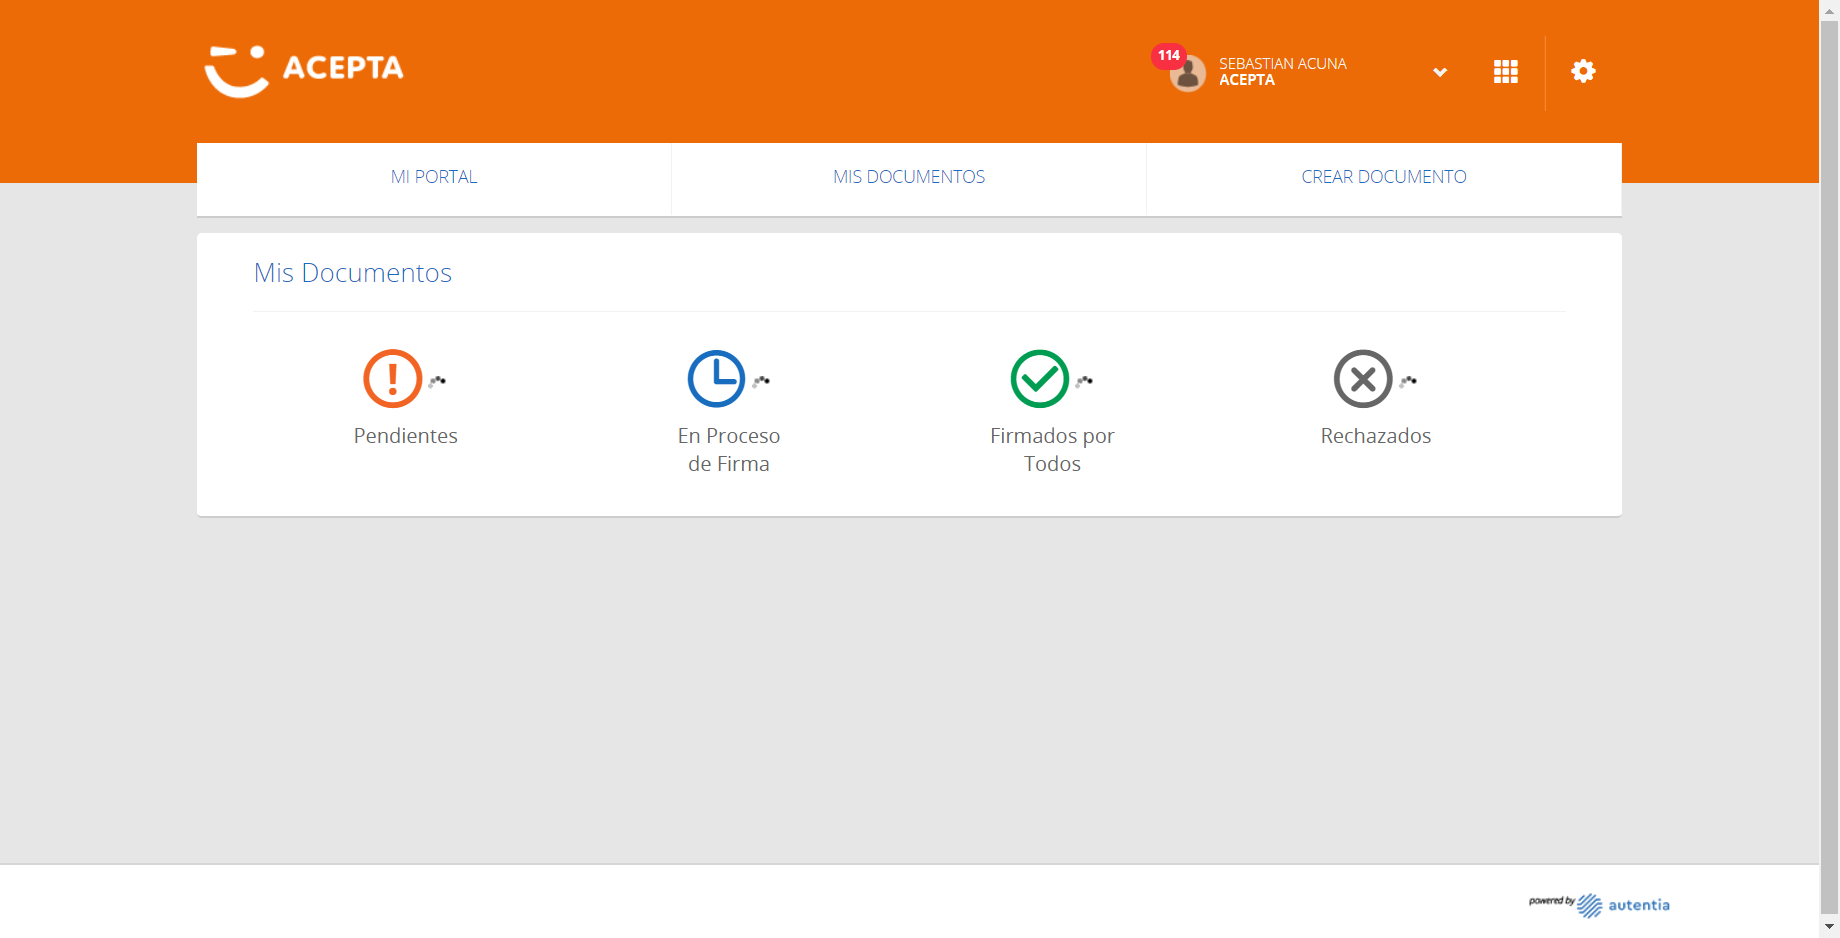 ACEPTA
114
SEBASTIAN ACUNA
ACEPTA
MI PORTAL
MIS DOCUMENTOS
CREAR DOCUMENTO
Mis Documentos
Pendientes
En Proceso
de Firma
Firmados por
Todos
Rechazados
powered by autentia